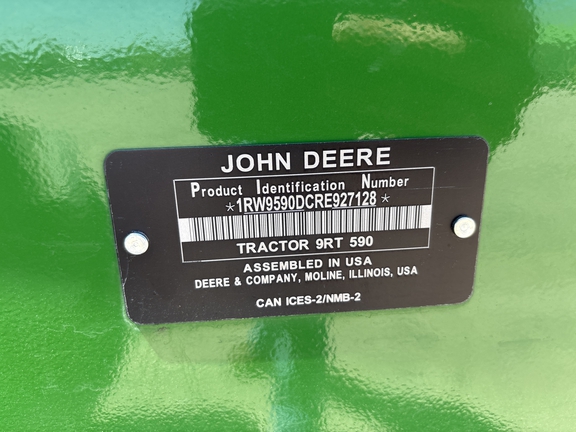 JOHN DEERE
Product Identification Number
*1RW9590DCRE927128*
TRACTOR 9RT 590
ASSEMBLED IN USA
DEERE & COMPANY, MOLINE, ILLINOIS, USA
CAN ICES-2/NMB-2